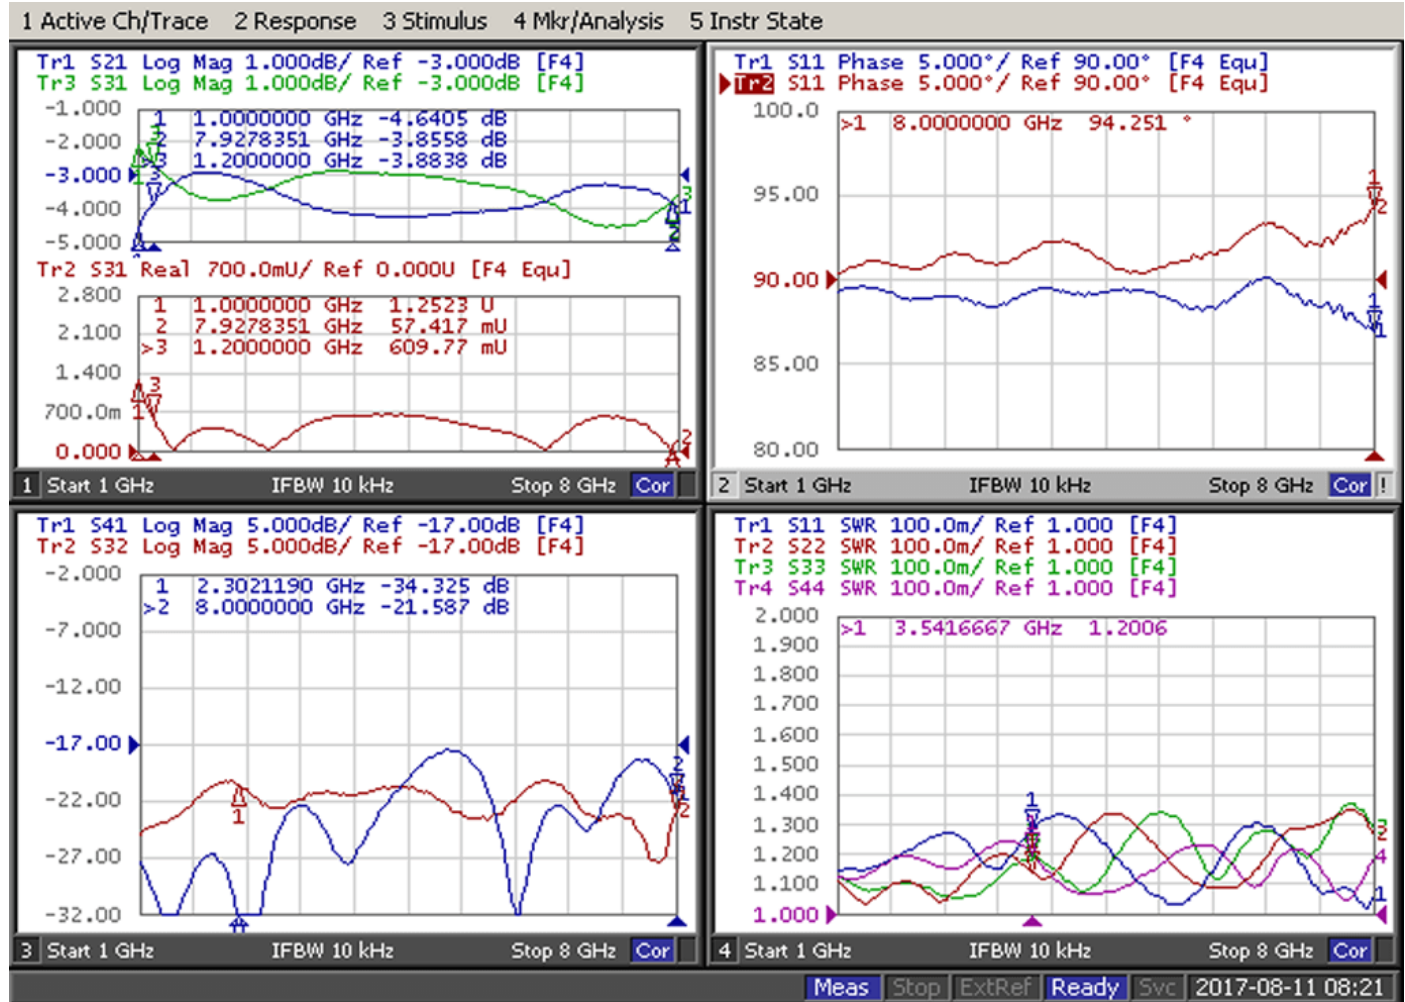 1 Active Ch/Trace 2 Response 3 Stimulus 4 Mkr/Analysis 5 Instr State
Tr1 S21 Log Mag 1.000dB/ Ref -3.000dB [F4]
Tr3 S31 Log Mag 1.000dB/ Ref -3.000dB [F4]
-1.000
1 1.0000000 GHz -4.6405 dB
2 7.9278351 GHz -3.8558 dB
>3 1.2000000 GHz -3.8838 dB
-2.000
-3.000
-4.000
-5.000
Tr2 S31 Real 700.0mU/ Ref 0.000U [F4 Equ]
2.800
1 1.0000000 GHz 1.2523 U
2 7.9278351 GHz 57.417 mU
>3 1.2000000 GHz 609.77 mU
2.100
1.400
700.0m
0.000
1 Start 1 GHz IFBW 10 kHz Stop 8 GHz Cor
Tr1 S11 Phase 5.000°/ Ref 90.00° [F4 Equ]
Tr2 S11 Phase 5.000°/ Ref 90.00° [F4 Equ]
100.0
>1 8.0000000 GHz 94.251 °
95.00
90.00
85.00
80.00
2 Start 1 GHz IFBW 10 kHz Stop 8 GHz Cor !
Tr1 S41 Log Mag 5.000dB/ Ref -17.00dB [F4]
Tr2 S32 Log Mag 5.000dB/ Ref -17.00dB [F4]
-2.000
1 2.3021190 GHz -34.325 dB
>2 8.0000000 GHz -21.587 dB
-7.000
-12.00
-17.00
-22.00
-27.00
-32.00
3 Start 1 GHz IFBW 10 kHz Stop 8 GHz Cor
Tr1 S11 SWR 100.0m/ Ref 1.000 [F4]
Tr2 S22 SWR 100.0m/ Ref 1.000 [F4]
Tr3 S33 SWR 100.0m/ Ref 1.000 [F4]
Tr4 S44 SWR 100.0m/ Ref 1.000 [F4]
2.000
>1 3.5416667 GHz 1.2006
1.900
1.800
1.700
1.600
1.500
1.400
1.300
1.200
1.100
1.000
4 Start 1 GHz IFBW 10 kHz Stop 8 GHz Cor
Meas Stop ExtRef Ready Svc 2017-08-11 08:21